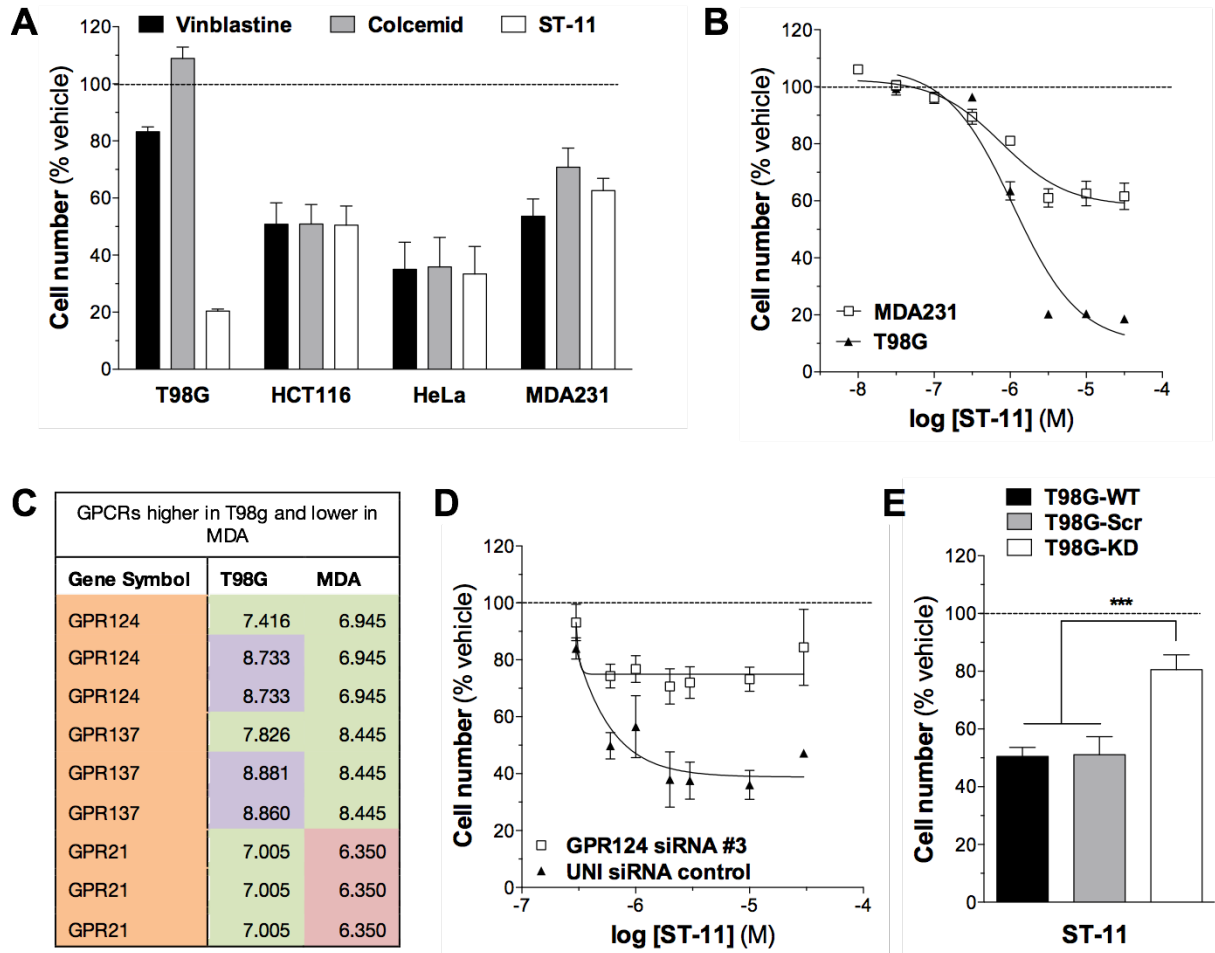 A
Vinblastine Colcemid ST-11
120
100
80
60
40
20
0
Cell number (% vehicle)
T98G HCT116 HeLa MDA231
B
120
100
80
60
40
20
0
Cell number (% vehicle)
MDA231
T98G
-8 -7 -6 -5 -4
log [ST-11] (M)
C
GPCRs higher in T98g and lower in
MDA
Gene Symbol T98G MDA
GPR124 7.416 6.945
GPR124 8.733 6.945
GPR124 8.733 6.945
GPR137 7.826 8.445
GPR137 8.881 8.445
GPR137 8.860 8.445
GPR21 7.005 6.350
GPR21 7.005 6.350
GPR21 7.005 6.350
D
120
100
80
60
40
20
0
Cell number (% vehicle)
GPR124 siRNA #3
UNI siRNA control
-7 -6 -5 -4
log [ST-11] (M)
E
T98G-WT
T98G-Scr
T98G-KD
120
100
80
60
40
20
0
Cell number (% vehicle)
***
ST-11